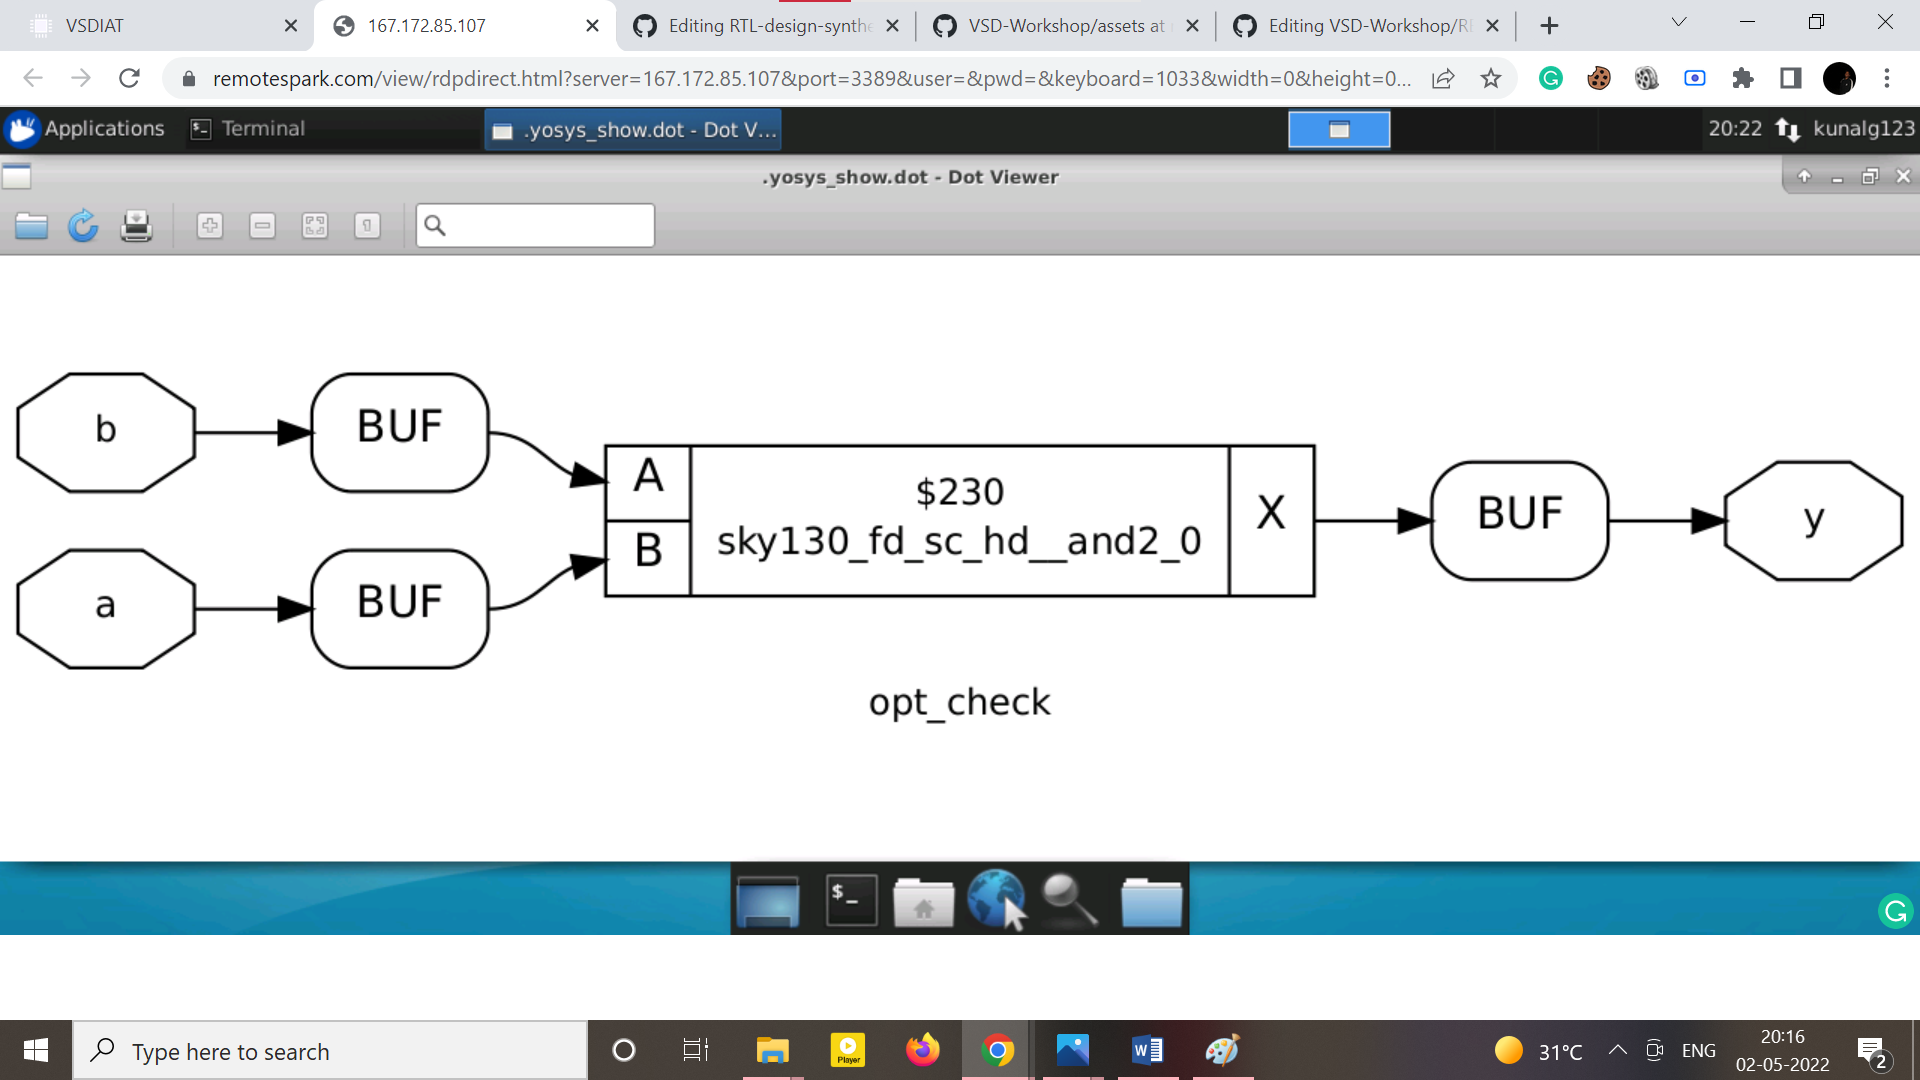 VSDIAT
167.172.85.107
Editing RTL-design-synthe
VSD-Workshop/assets at
Editing VSD-Workshop/RE
remotespark.com/view/rdpdirect.html?server=167.172.85.107&port=3389&user=&pwd=&keyboard=1033&width=0&height=0...
Applications
Terminal
.yosys_show.dot - Dot V...
20:22
kunalg123
.yosys_show.dot - Dot Viewer
b
BUF
A
$230
sky130_fd_sc_hd__and2_0
X
BUF
y
B
a
BUF
opt_check
$_
Type here to search
Player
31°C
ENG
20:16
02-05-2022
2